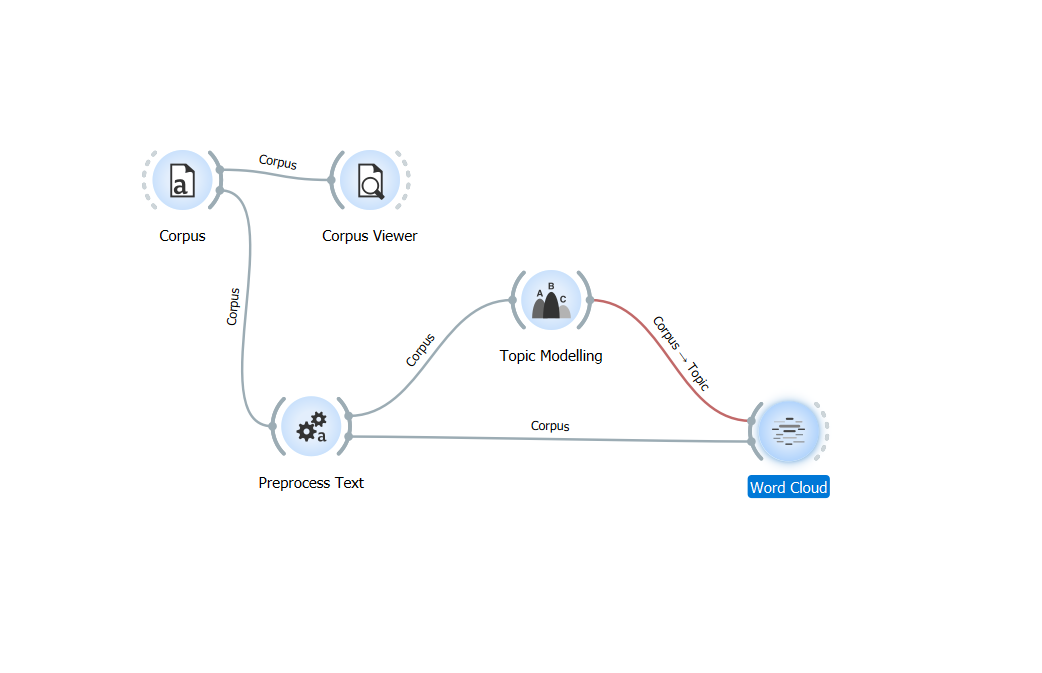 Corpus
Corpus
Corpus Viewer
Corpus
Corpus
A
B
C
Topic Modelling
Corpus → Topic
Corpus
a
Preprocess Text
a
Word Cloud